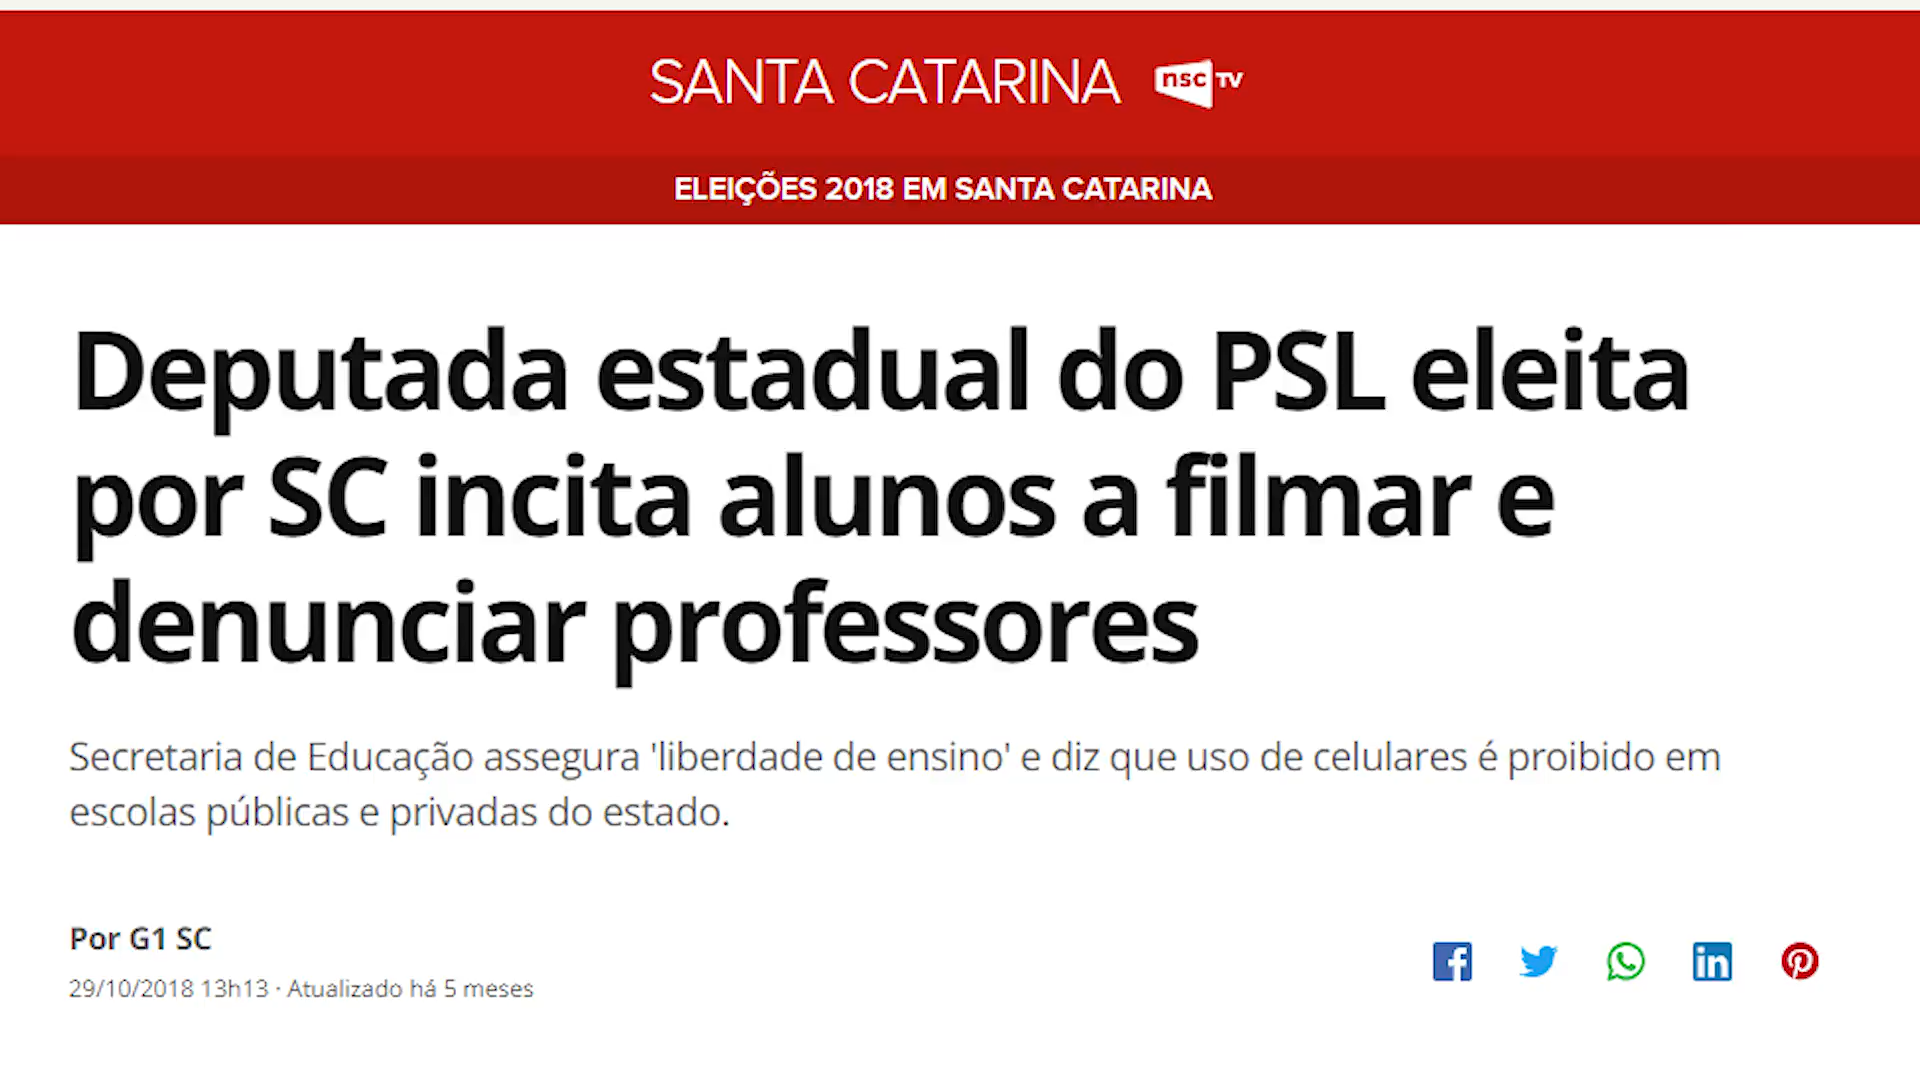 SANTA CATARINA nsc TV
ELEIÇÕES 2018 EM SANTA CATARINA
Deputada estadual do PSL eleita
por SC incita alunos a filmar e
denunciar professores
Secretaria de Educação assegura 'liberdade de ensino' e diz que uso de celulares é proibido em
escolas públicas e privadas do estado.
Por G1 SC
29/10/2018 13h13 · Atualizado há 5 meses